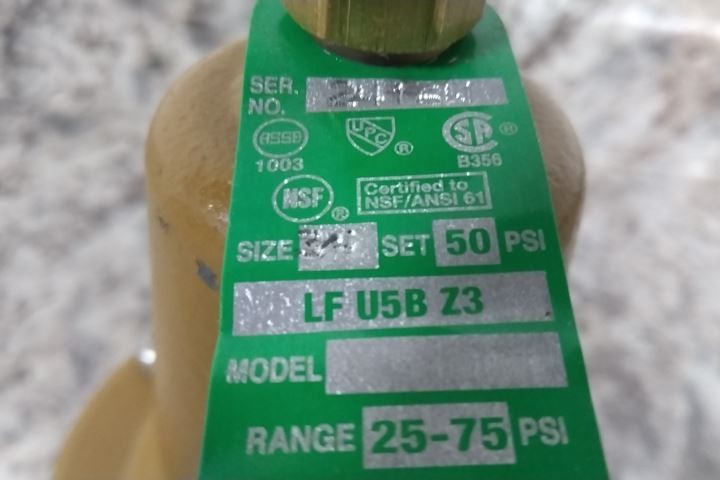 SER.
NO.
ASSE
1003
UPC ®
SA ®
B356
NSF ®
Certified to
NSF/ANSI 61
SIZE SET 50 PSI
LF U5B Z3
MODEL
RANGE 25-75 PSI